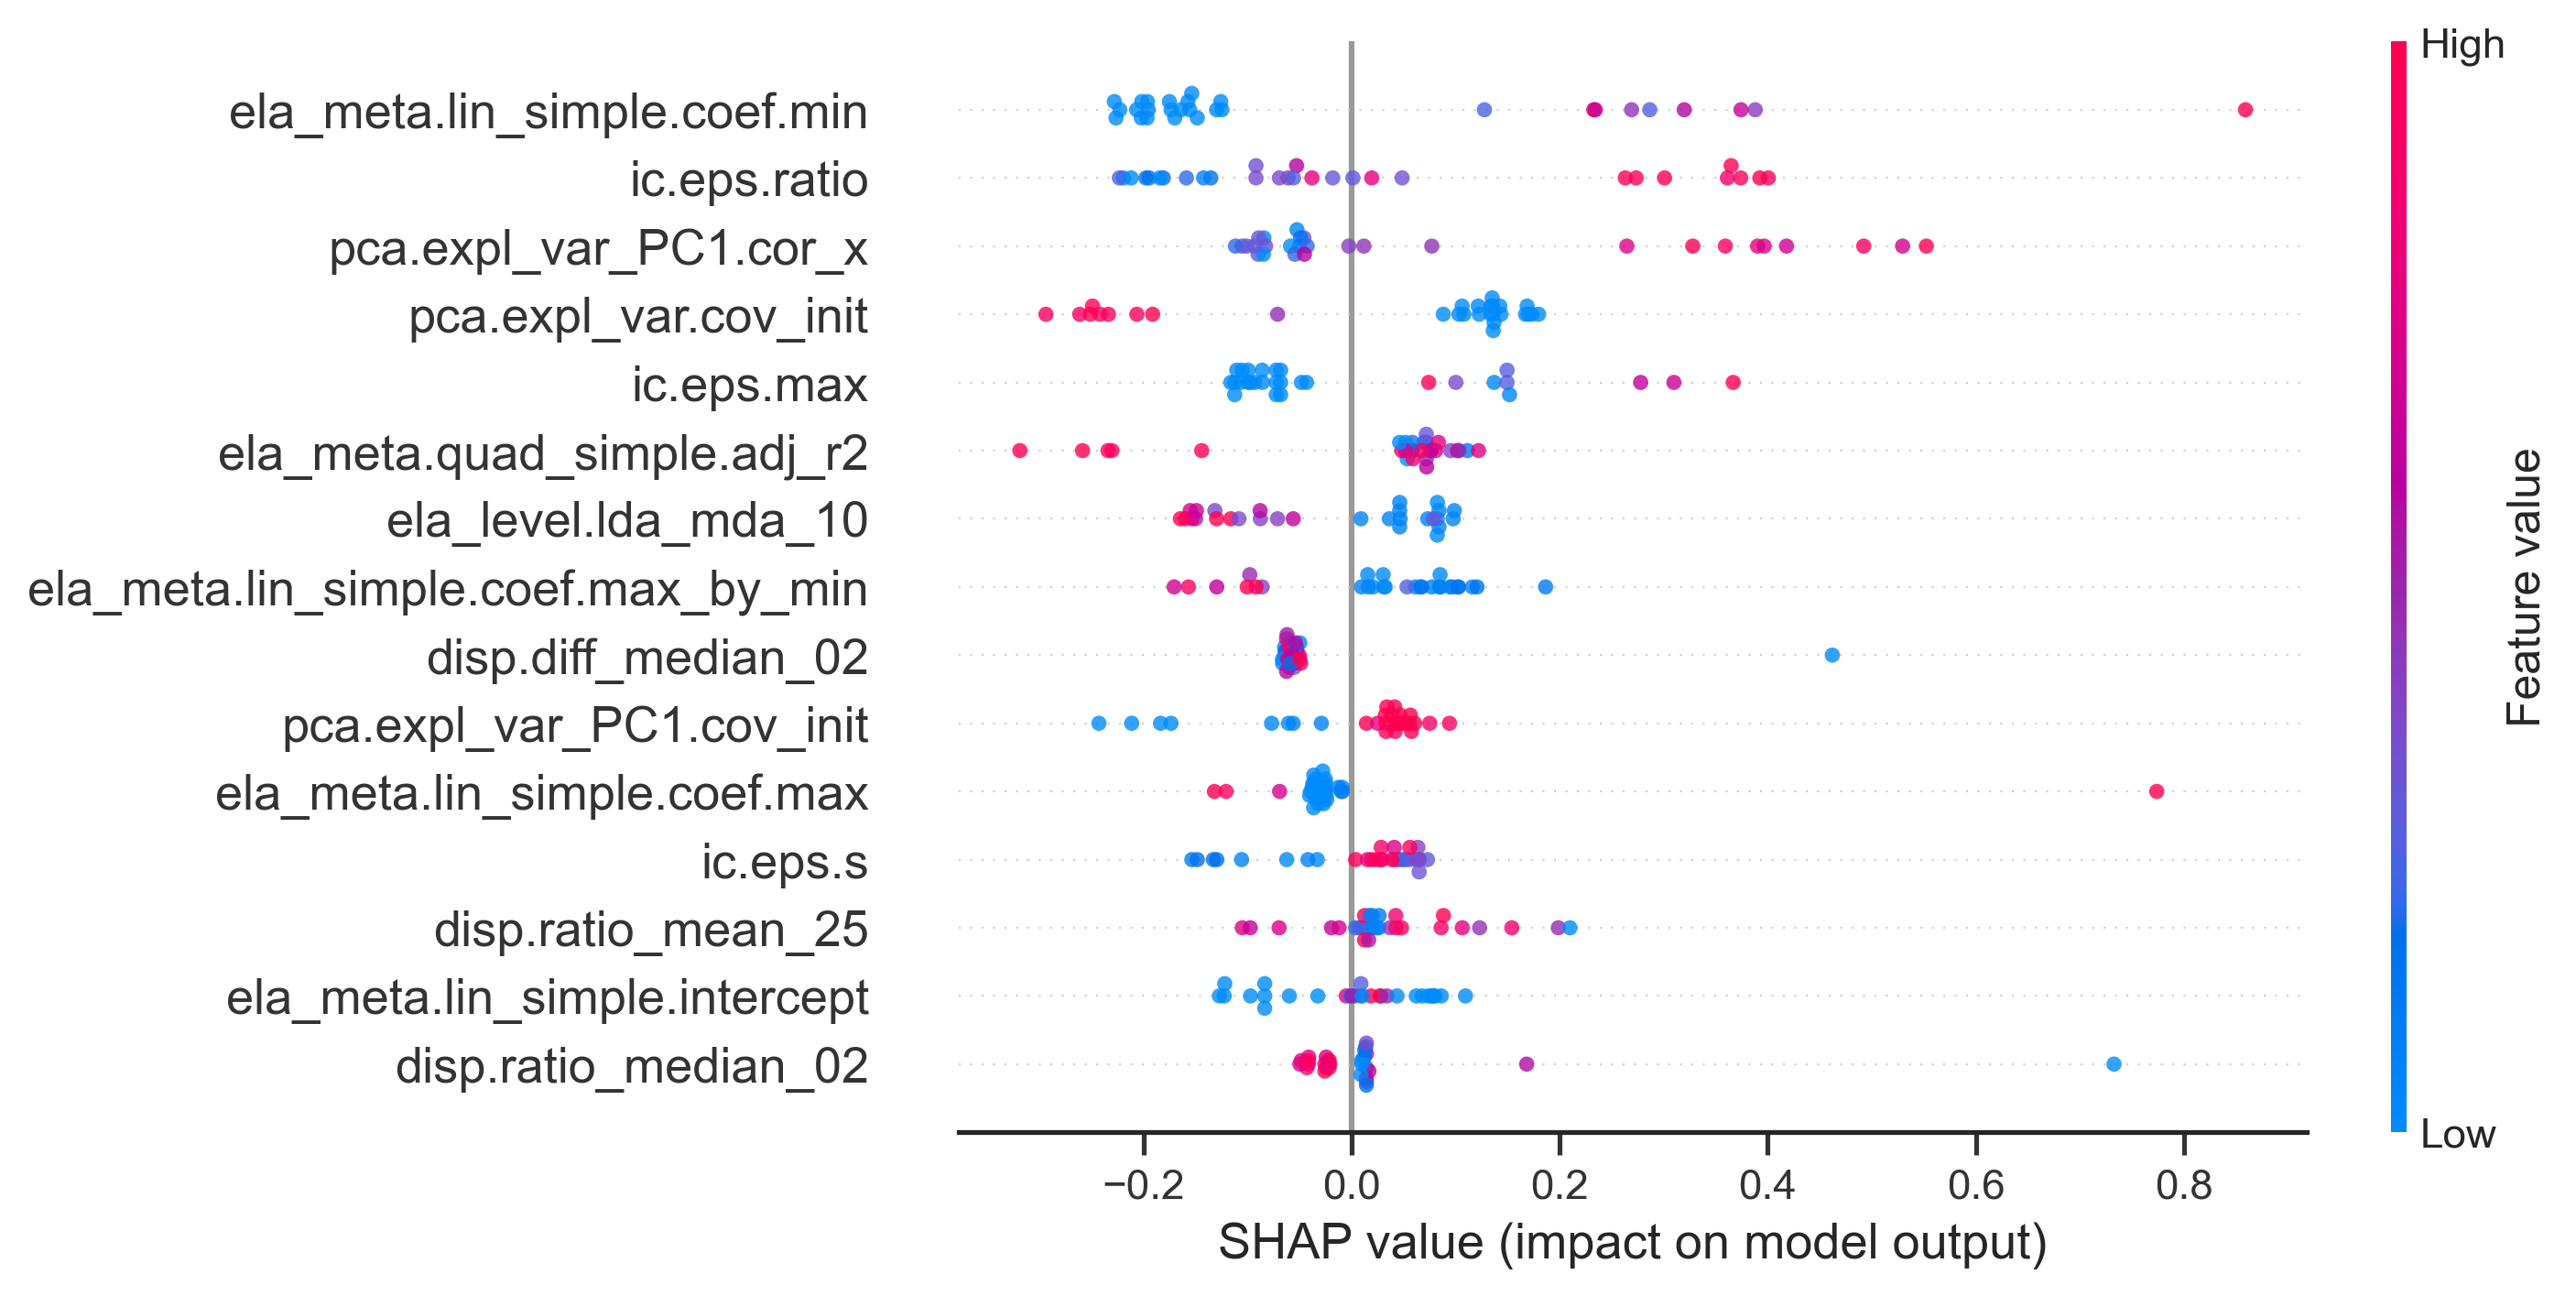 High
ela_meta.lin_simple.coef.min
ic.eps.ratio
pca.expl_var_PC1.cor_x
pca.expl_var.cov_init
ic.eps.max
ela_meta.quad_simple.adj_r2
ela_level.lda_mda_10
ela_meta.lin_simple.coef.max_by_min
disp.diff_median_02
pca.expl_var_PC1.cov_init
ela_meta.lin_simple.coef.max
ic.eps.s
disp.ratio_mean_25
ela_meta.lin_simple.intercept
disp.ratio_median_02
Feature value
Low
−0.2 0.0 0.2 0.4 0.6 0.8
SHAP value (impact on model output)